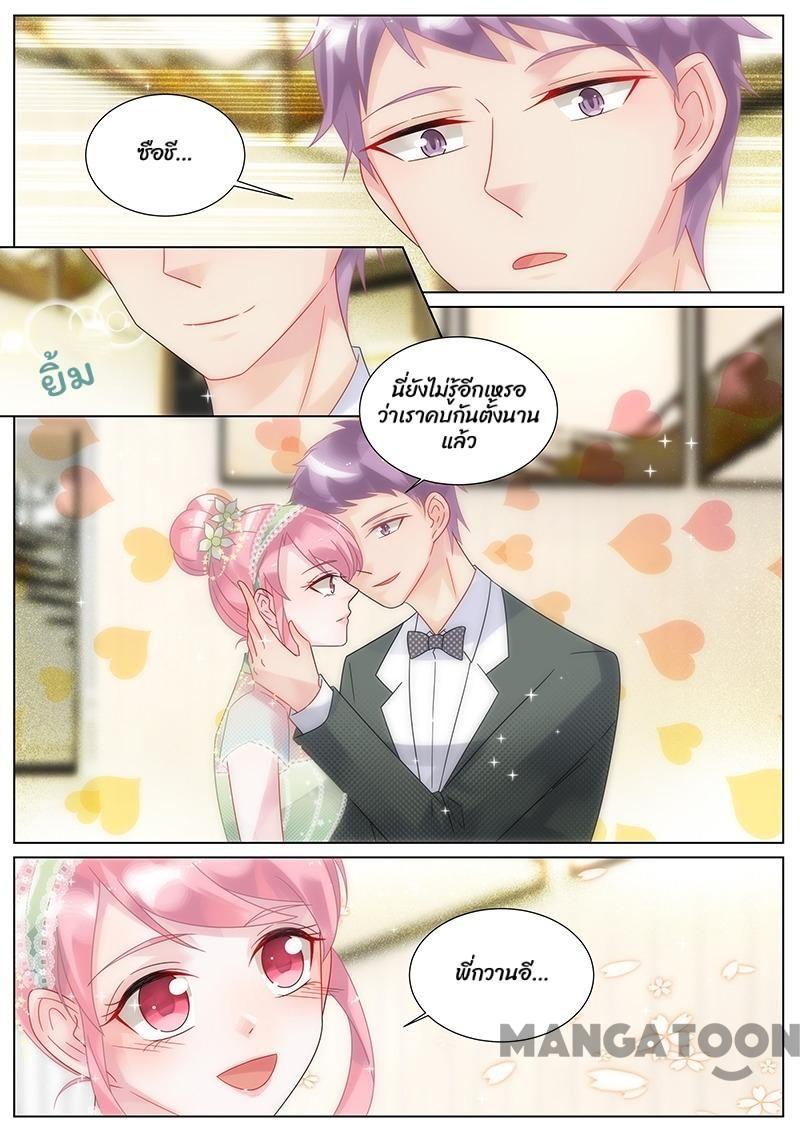 ซือชี...
ยิ้ม
นี่ยังไม่รู้อีกเหรอ
ว่าเราคบกันตั้งนาน
แล้ว
พี่กวานอี...
MANGATOON